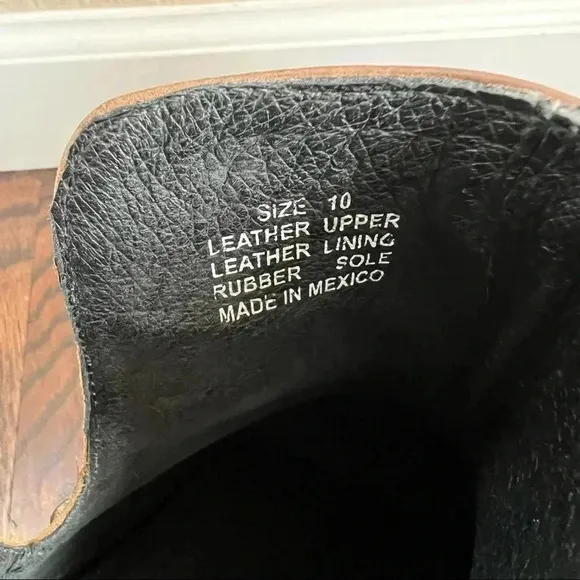 SIZE 10
LEATHER UPPER
LEATHER LINING
RUBBER SOLE
MADE IN MEXICO